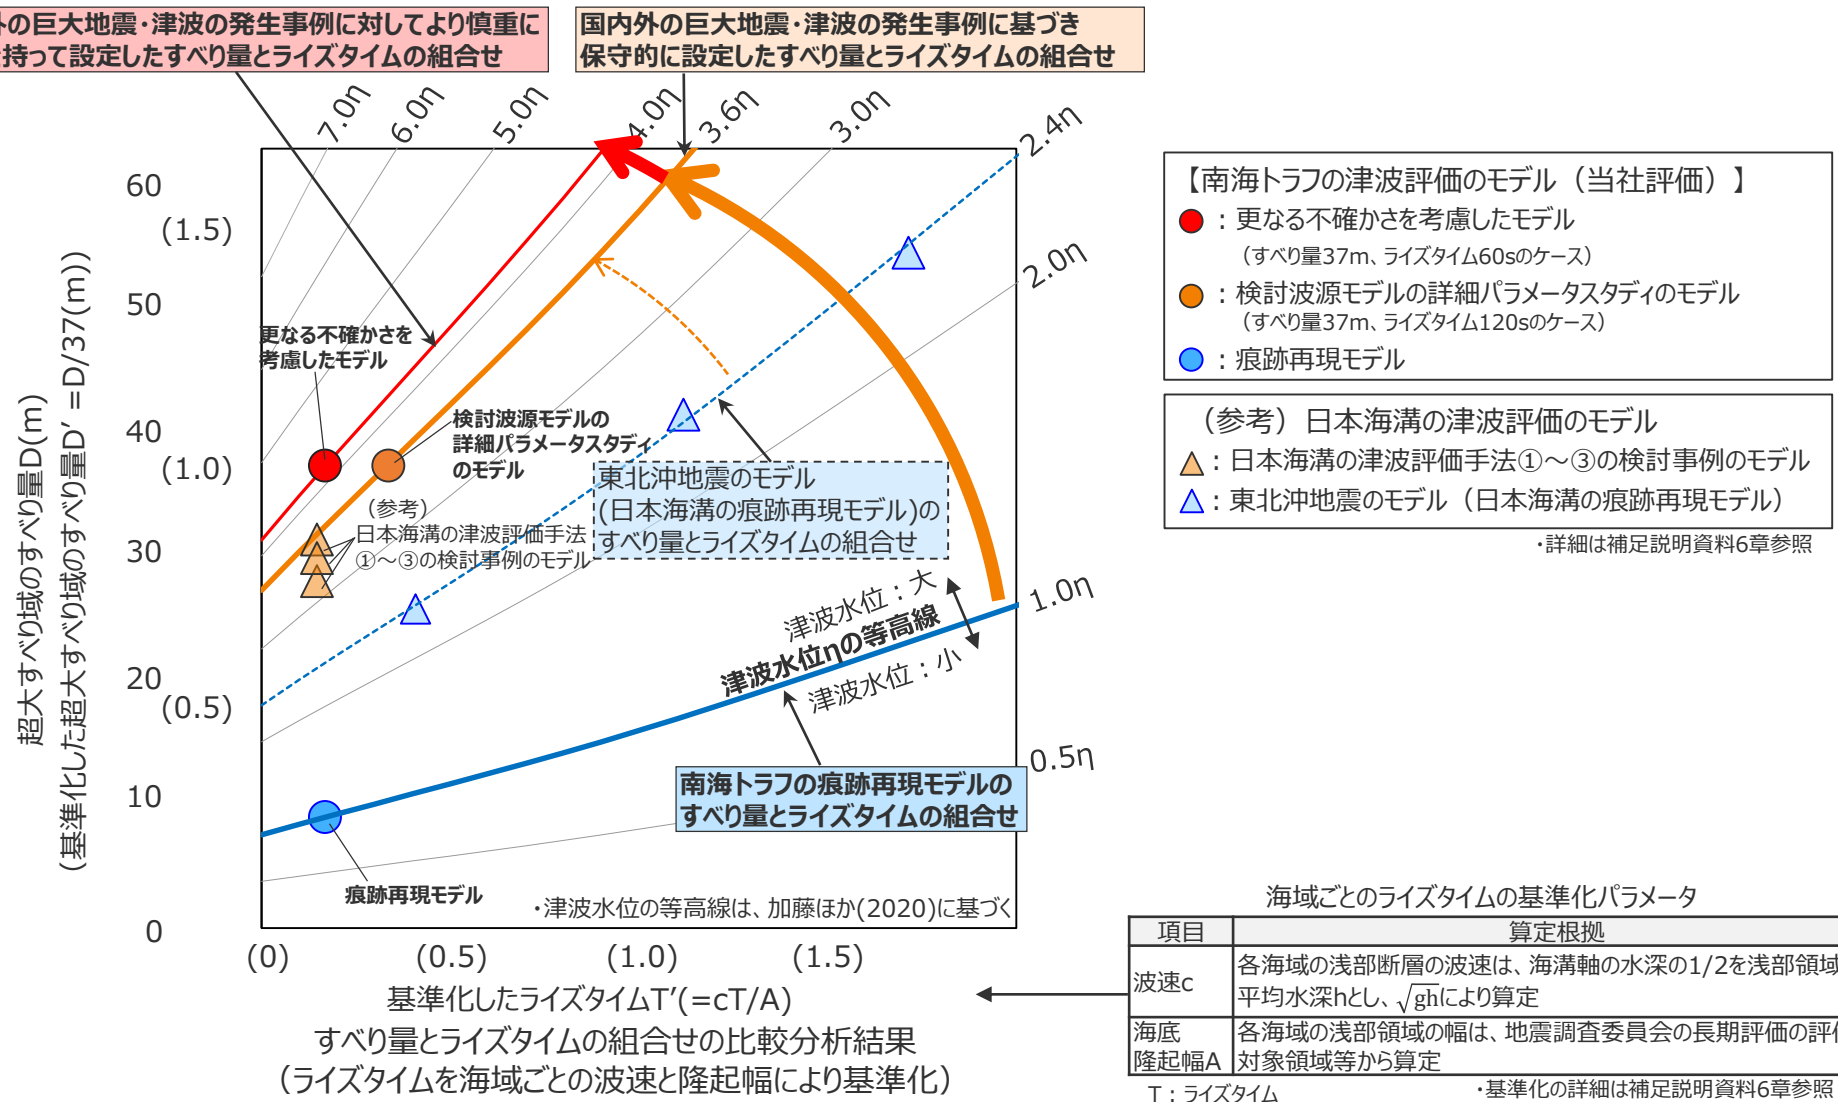 外の巨大地震・津波の発生事例に対してより慎重に
持って設定したすべり量とライズタイムの組合せ
国内外の巨大地震・津波の発生事例に基づき
保守的に設定したすべり量とライズタイムの組合せ
7.0η
6.0η
5.0η
4.0η
3.6η
3.0η
2.4η
2.0η
1.0η
0.5η
60
(1.5)
50
40
(1.0)
30
20
(0.5)
10
0
超大すべり域のすべり量D(m)
(基準化した超大すべり域のすべり量D’ =D/37(m))
更なる不確かさを
考慮したモデル
検討波源モデルの
詳細パラメータスタディ
のモデル
（参考）
日本海溝の津波評価手法
①～③の検討事例のモデル
東北沖地震のモデル
(日本海溝の痕跡再現モデル)の
すべり量とライズタイムの組合せ
津波水位：大
津波水位ηの等高線
津波水位：小
南海トラフの痕跡再現モデルの
すべり量とライズタイムの組合せ
痕跡再現モデル
・津波水位の等高線は、加藤ほか(2020)に基づく
(0)
(0.5)
(1.0)
(1.5)
基準化したライズタイムT’(=cT/A)
すべり量とライズタイムの組合せの比較分析結果
（ライズタイムを海域ごとの波速と隆起幅により基準化）
【南海トラフの津波評価のモデル（当社評価）】
：更なる不確かさを考慮したモデル
（すべり量37m、ライズタイム60sのケース）
：検討波源モデルの詳細パラメータスタディのモデル
（すべり量37m、ライズタイム120sのケース）
：痕跡再現モデル
（参考）日本海溝の津波評価のモデル
：日本海溝の津波評価手法①～③の検討事例のモデル
：東北沖地震のモデル（日本海溝の痕跡再現モデル）
・詳細は補足説明資料6章参照
海域ごとのライズタイムの基準化パラメータ
項目
算定根拠
波速c
各海域の浅部断層の波速は、海溝軸の水深の1/2を浅部領域
平均水深hとし、√ghにより算定
海底
隆起幅A
各海域の浅部領域の幅は、地震調査委員会の長期評価の評価
対象領域等から算定
T：ライズタイム
・基準化の詳細は補足説明資料6章参照